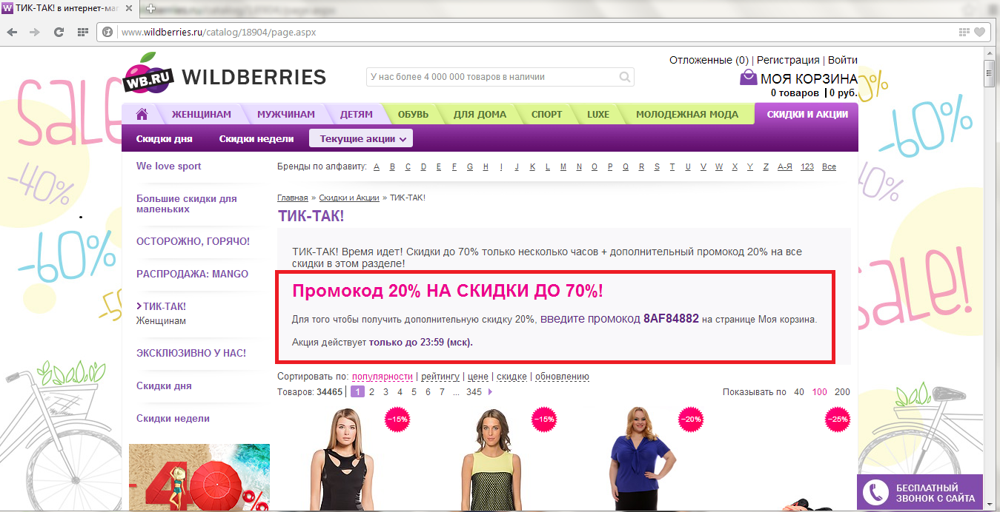 ТИК-ТАК! в интернет-маг
www.wildberries.ru/catalog/18904/page.aspx
Отложенные (0) | Регистрация | Войти
WB.RU WILDBERRIES
У нас более 4 000 000 товаров в наличии
МОЯ КОРЗИНА
0 товаров | 0 руб.
ЖЕНЩИНАМ МУЖЧИНАМ ДЕТЯМ ОБУВЬ ДЛЯ ДОМА СПОРТ LUXE МОЛОДЕЖНАЯ МОДА СКИДКИ И АКЦИИ
Скидки дня Скидки недели Текущие акции
SALE
-40%
-60%
-5
0%
-60%
0%
sale!
We love sport
Большие скидки для
маленьких
ОСТОРОЖНО, ГОРЯЧО!
РАСПРОДАЖА: MANGO
ТИК-ТАК!
Женщинам
ЭКСКЛЮЗИВНО У НАС!
Скидки дня
Скидки недели
-40%
Бренды по алфавиту: A B C D E F G H I J K L M N O P Q R S T U V W X Y Z А-Я 123 Все
Главная » Скидки и Акции » ТИК-ТАК!
ТИК-ТАК!
ТИК-ТАК! Время идет! Скидки до 70% только несколько часов + дополнительный промокод 20% на все
скидки в этом разделе!
Промокод 20% НА СКИДКИ ДО 70%!
Для того чтобы получить дополнительную скидку 20%, введите промокод 8AF84882 на странице Моя корзина.
Акция действует только до 23:59 (мск).
Сортировать по: популярности | рейтингу | цене | скидке | обновлению
Товаров: 34465 | 1 2 3 4 5 6 7 ... 345
Показывать по 40 100 200
−15% −15% −20% −25%
БЕСПЛАТНЫЙ
ЗВОНОК С САЙТА